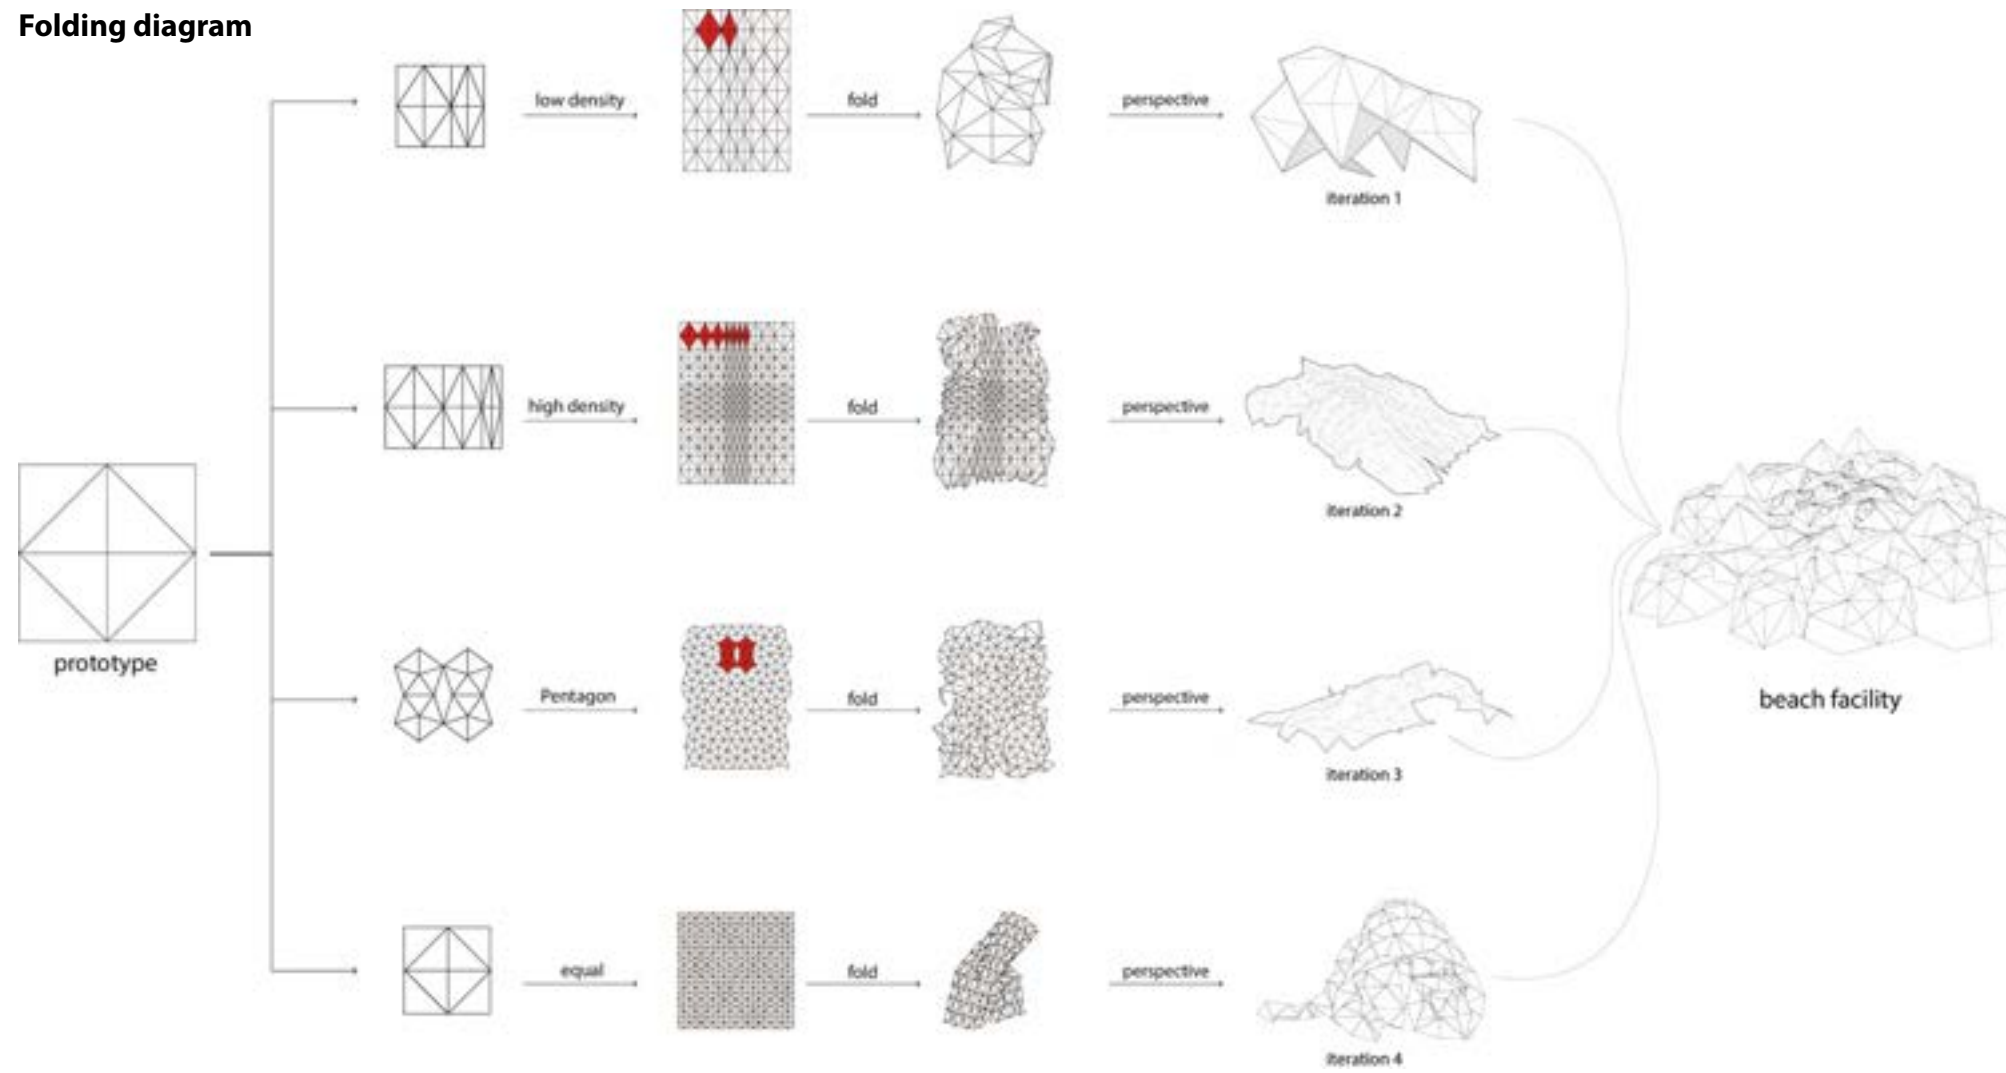 Folding diagram
low density
fold
perspective
iteration 1
high density
fold
perspective
iteration 2
prototype
Pentagon
fold
perspective
iteration 3
beach facility
equal
fold
perspective
iteration 4